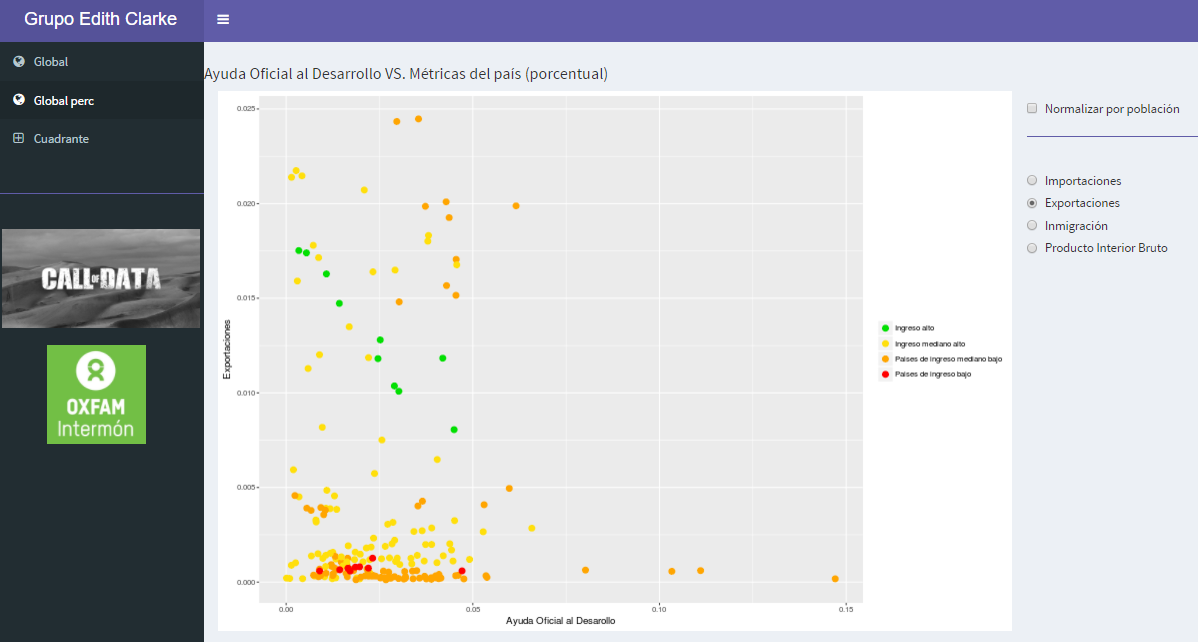 Grupo Edith Clarke
Global
Global perc
Cuadrante
CALL OF DATA
OXFAM
Intermón
Ayuda Oficial al Desarrollo VS. Métricas del país (porcentual)
0.025
0.020
0.015
0.010
0.005
0.000
Exportaciones
0.00
0.05
0.10
0.15
Ayuda Oficial al Desarollo
Ingreso alto
Ingreso mediano alto
Países de ingreso mediano bajo
Países de ingreso bajo
Normalizar por población
Importaciones
Exportaciones
Inmigración
Producto Interior Bruto